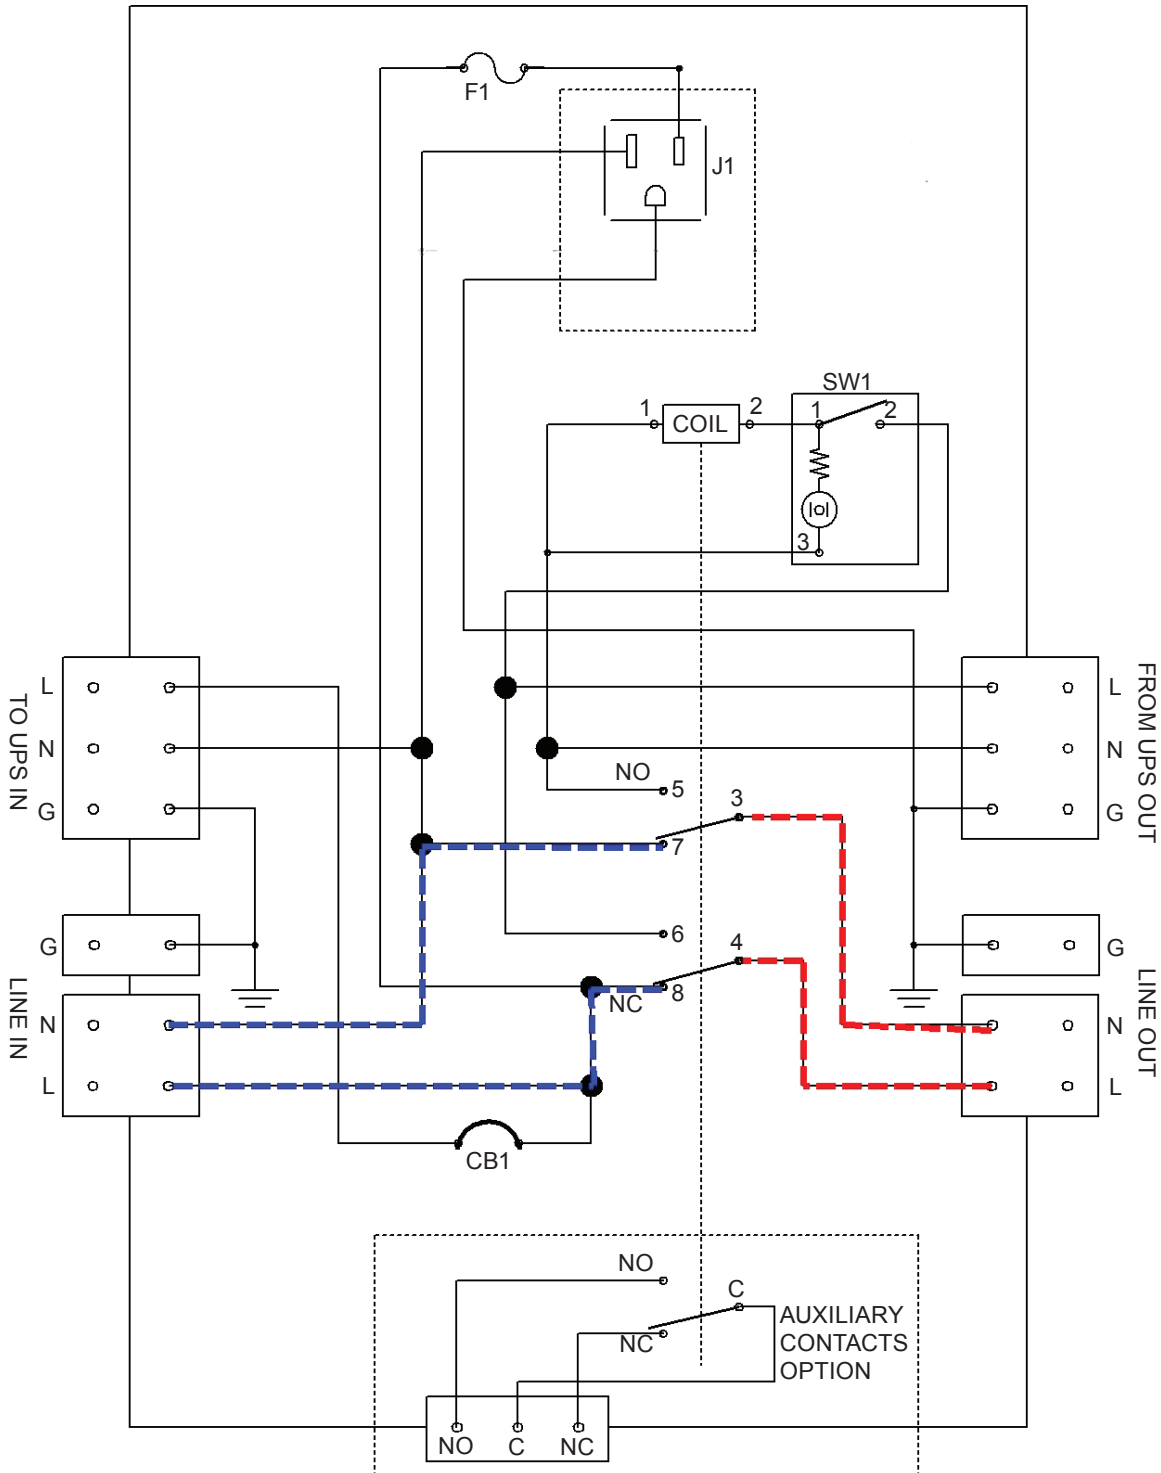 F1
J1
SW1
1
COIL
2
1
2
3
TO UPS IN
L
N
G
FROM UPS OUT
L
N
G
NO
5
3
7
6
4
NC
8
G
LINE IN
N
L
G
LINE OUT
N
L
CB1
NO
C
NC
AUXILIARY
CONTACTS
OPTION
NO
C
NC